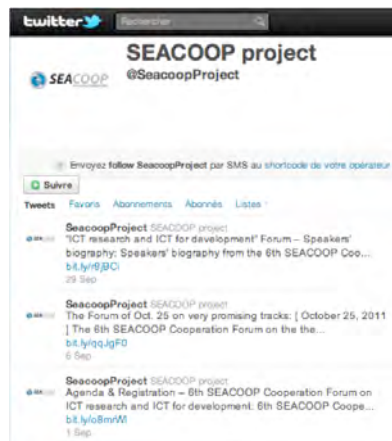 twitter
Rechercher
SEACOOP project
@SeacoopProject
SEACOOP
Envoyez follow SeacoopProject par SMS au shortcode de votre opérateur
Suivre
Tweets Favoris Abonnements Abonnés Listes
SeacoopProject SEACOOP project
"ICT research and ICT for development" Forum – Speakers'
biography: Speakers' biography from the 6th SEACOOP Coo...
29 Sep
SeacoopProject SEACOOP project
The Forum of Oct. 25 on very promising tracks: [ October 25, 2011
] The 6th SEACOOP Cooperation Forum on the the...
bit.ly/qqJgF0
6 Sep
SeacoopProject SEACOOP project
Agenda & Registration – 6th SEACOOP Cooperation Forum on
ICT research and ICT for development: 6th SEACOOP Coope...
bit.ly/o8mrWl
1 Sep